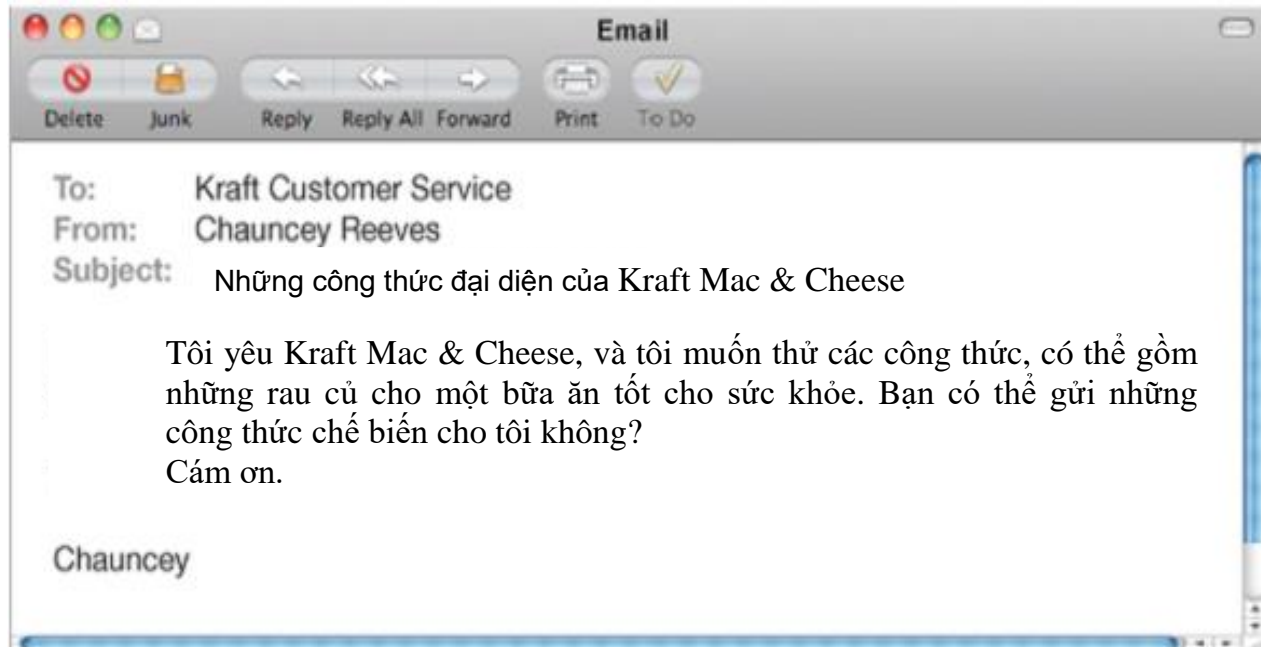 Email
Delete Junk Reply Reply All Forward Print To Do
To: Kraft Customer Service
From: Chauncey Reeves
Subject: Những công thức đại diện của Kraft Mac & Cheese
Tôi yêu Kraft Mac & Cheese, và tôi muốn thử các công thức, có thể gồm
những rau củ cho một bữa ăn tốt cho sức khỏe. Bạn có thể gửi những
công thức chế biến cho tôi không?
Cám ơn.
Chauncey